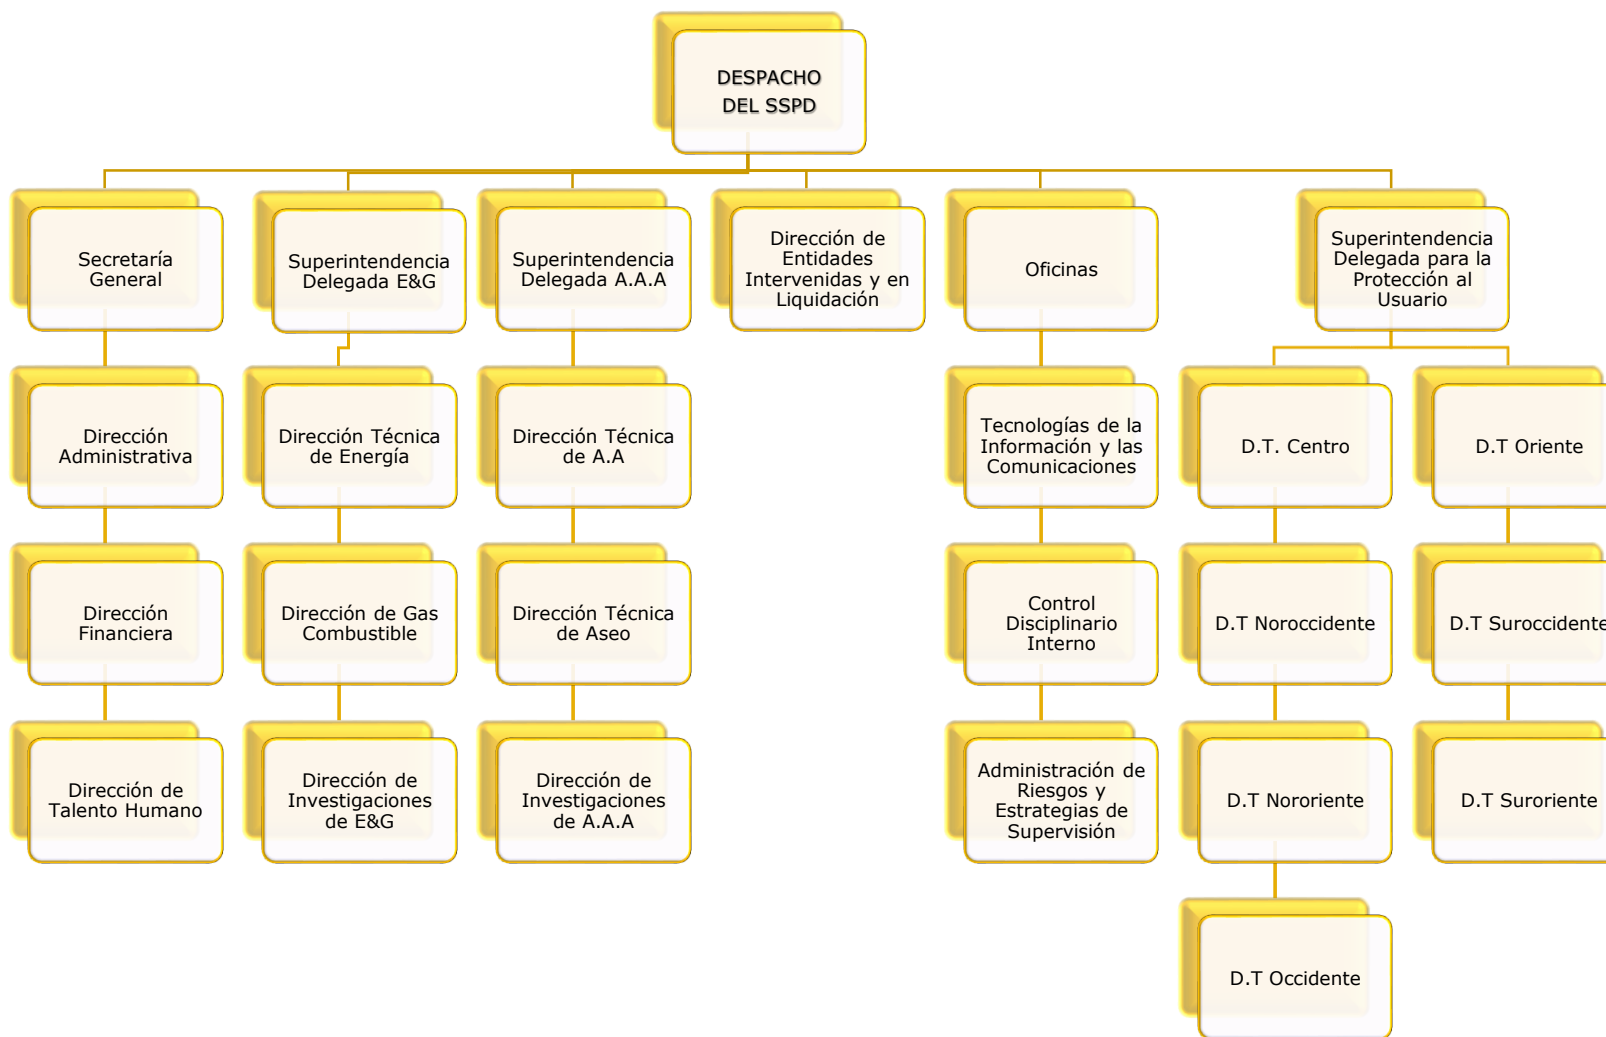 DESPACHO
DEL SSPD
Secretaría
General
Superintendencia
Delegada E&G
Superintendencia
Delegada A.A.A
Dirección de
Entidades
Intervenidas y en
Liquidación
Oficinas
Superintendencia
Delegada para la
Protección al
Usuario
Dirección
Administrativa
Dirección Técnica
de Energía
Dirección Técnica
de A.A
Tecnologías de la
Información y las
Comunicaciones
D.T. Centro
D.T Oriente
Dirección
Financiera
Dirección de Gas
Combustible
Dirección Técnica
de Aseo
Control
Disciplinario
Interno
D.T Noroccidente
D.T Suroccidente
Dirección de
Talento Humano
Dirección de
Investigaciones
de E&G
Dirección de
Investigaciones
de A.A.A
Administración de
Riesgos y
Estrategias de
Supervisión
D.T Nororiente
D.T Suroriente
D.T Occidente